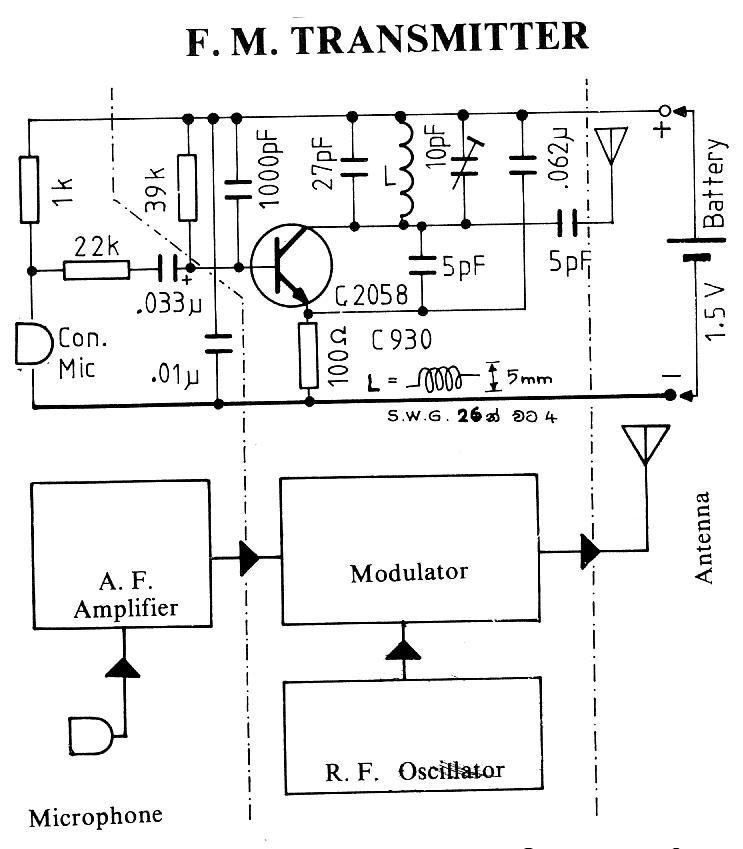 F. M. TRANSMITTER
1k
39k
1000pF
27pF
L
10pF
.062µ
+
Battery
22k
+
.033µ
5pF
5pF
C2058
1.5 V
Con.
Mic
.01µ
100Ω
C930
L =
5mm
−
S.W.G. 26න් වට 4
A. F.
Amplifier
Modulator
Antenna
R. F. Oscillator
Microphone